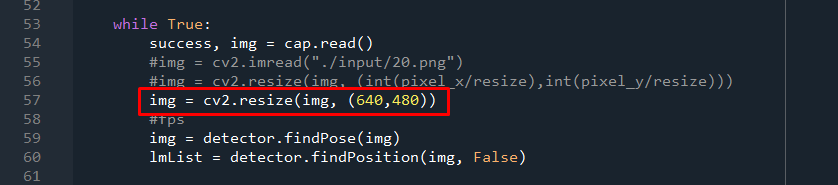 52
53 while True:
54 success, img = cap.read()
55 #img = cv2.imread("./input/20.png")
56 #img = cv2.resize(img, (int(pixel_x/resize),int(pixel_y/resize)))
57 img = cv2.resize(img, (640,480))
58 #fps
59 img = detector.findPose(img)
60 lmList = detector.findPosition(img, False)
61